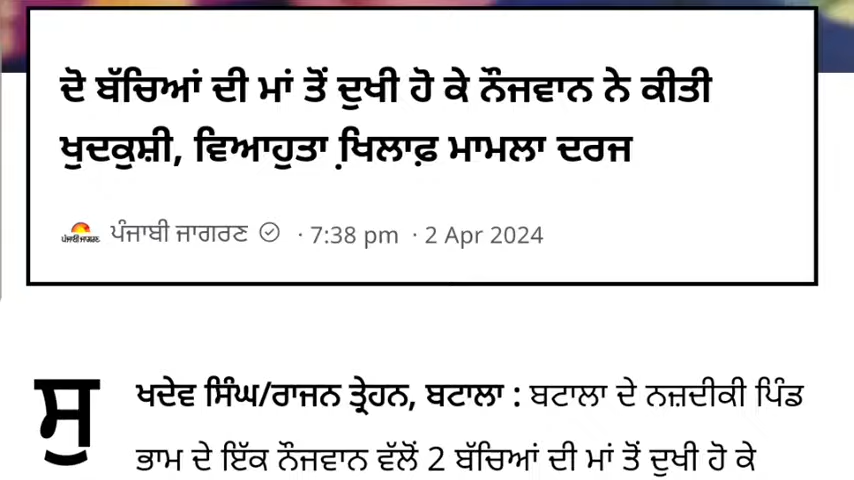 ਦੋ ਬੱਚਿਆਂ ਦੀ ਮਾਂ ਤੋਂ ਦੁਖੀ ਹੋ ਕੇ ਨੌਜਵਾਨ ਨੇ ਕੀਤੀ
ਖੁਦਕੁਸ਼ੀ, ਵਿਆਹੁਤਾ ਖ਼ਿਲਾਫ਼ ਮਾਮਲਾ ਦਰਜ
ਪੰਜਾਬੀ ਜਾਗਰਣ ਪੰਜਾਬੀ ਜਾਗਰਣ · 7:38 pm · 2 Apr 2024
ਸੁਖਦੇਵ ਸਿੰਘ/ਰਾਜਨ ਤ੍ਰੇਹਨ, ਬਟਾਲਾ : ਬਟਾਲਾ ਦੇ ਨਜ਼ਦੀਕੀ ਪਿੰਡ
ਭਾਮ ਦੇ ਇੱਕ ਨੌਜਵਾਨ ਵੱਲੋਂ 2 ਬੱਚਿਆਂ ਦੀ ਮਾਂ ਤੋਂ ਦੁਖੀ ਹੋ ਕੇ